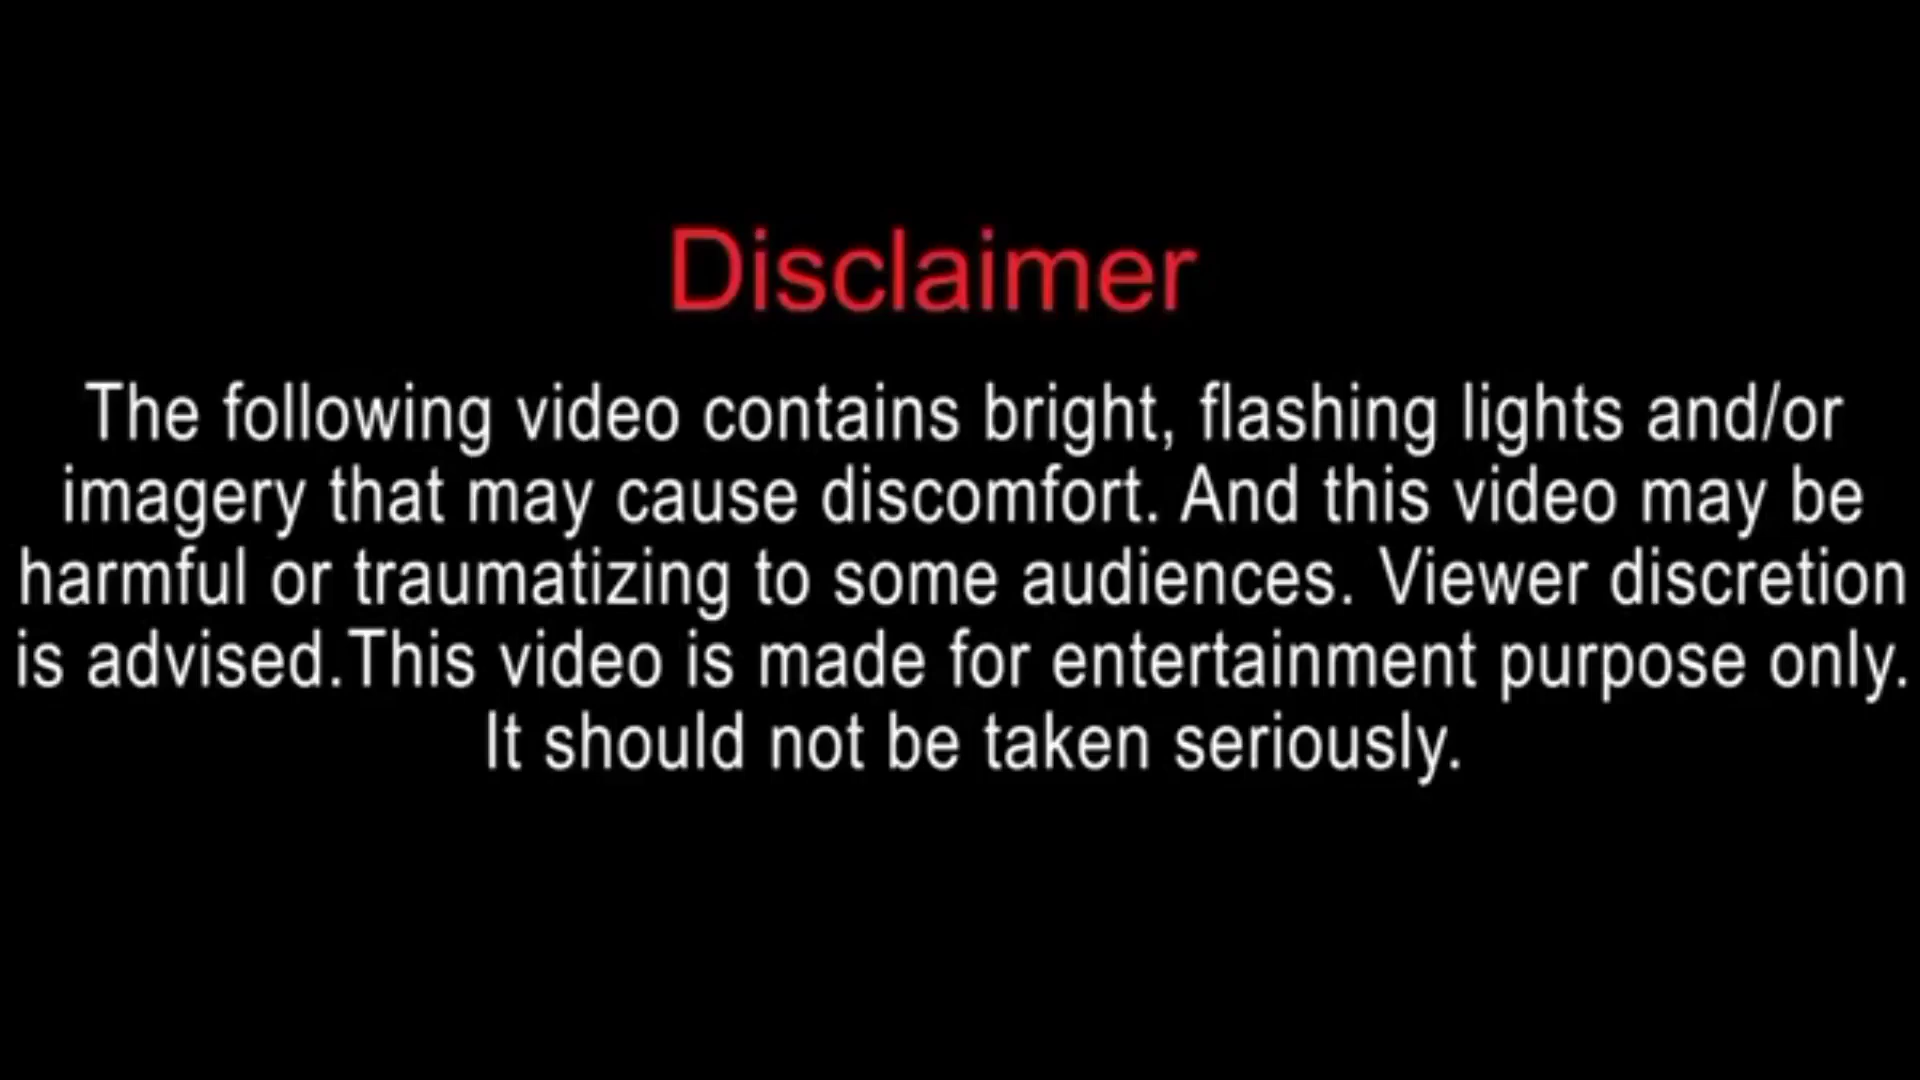 Disclaimer
The following video contains bright, flashing lights and/or
imagery that may cause discomfort. And this video may be
harmful or traumatizing to some audiences. Viewer discretion
is advised.This video is made for entertainment purpose only.
It should not be taken seriously.